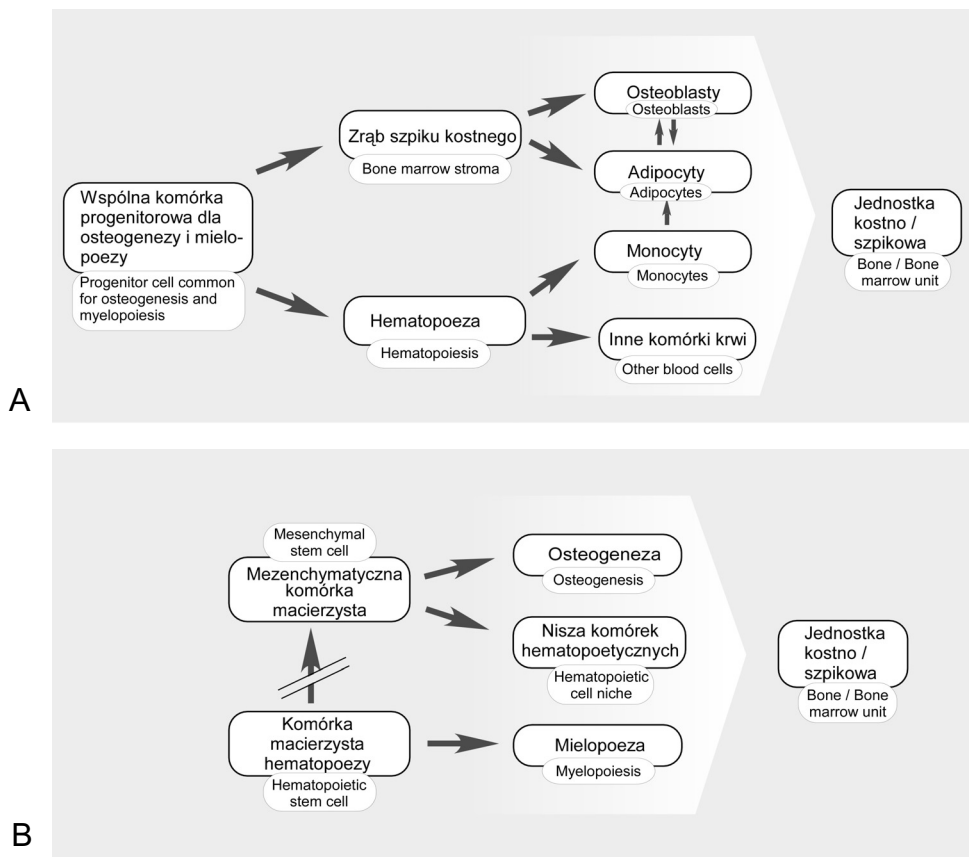 Wspólna komórka
progenitorowa dla
osteogenezy i mielo-
poezy
Progenitor cell common
for osteogenesis and
myelopoiesis
Zrąb szpiku kostnego
Bone marrow stroma
Hematopoeza
Hematopoiesis
Osteoblasty
Osteoblasts
Adipocyty
Adipocytes
Monocyty
Monocytes
Inne komórki krwi
Other blood cells
Jednostka
kostno /
szpikowa
Bone / Bone
marrow unit
A
Mesenchymal
stem cell
Mezenchymatyczna
komórka
macierzysta
Komórka
macierzysta
hematopoezy
Hematopoietic
stem cell
Osteogeneza
Osteogenesis
Nisza komórek
hematopoetycznych
Hematopoietic
cell niche
Mielopoeza
Myelopoiesis
Jednostka
kostno /
szpikowa
Bone / Bone
marrow unit
B